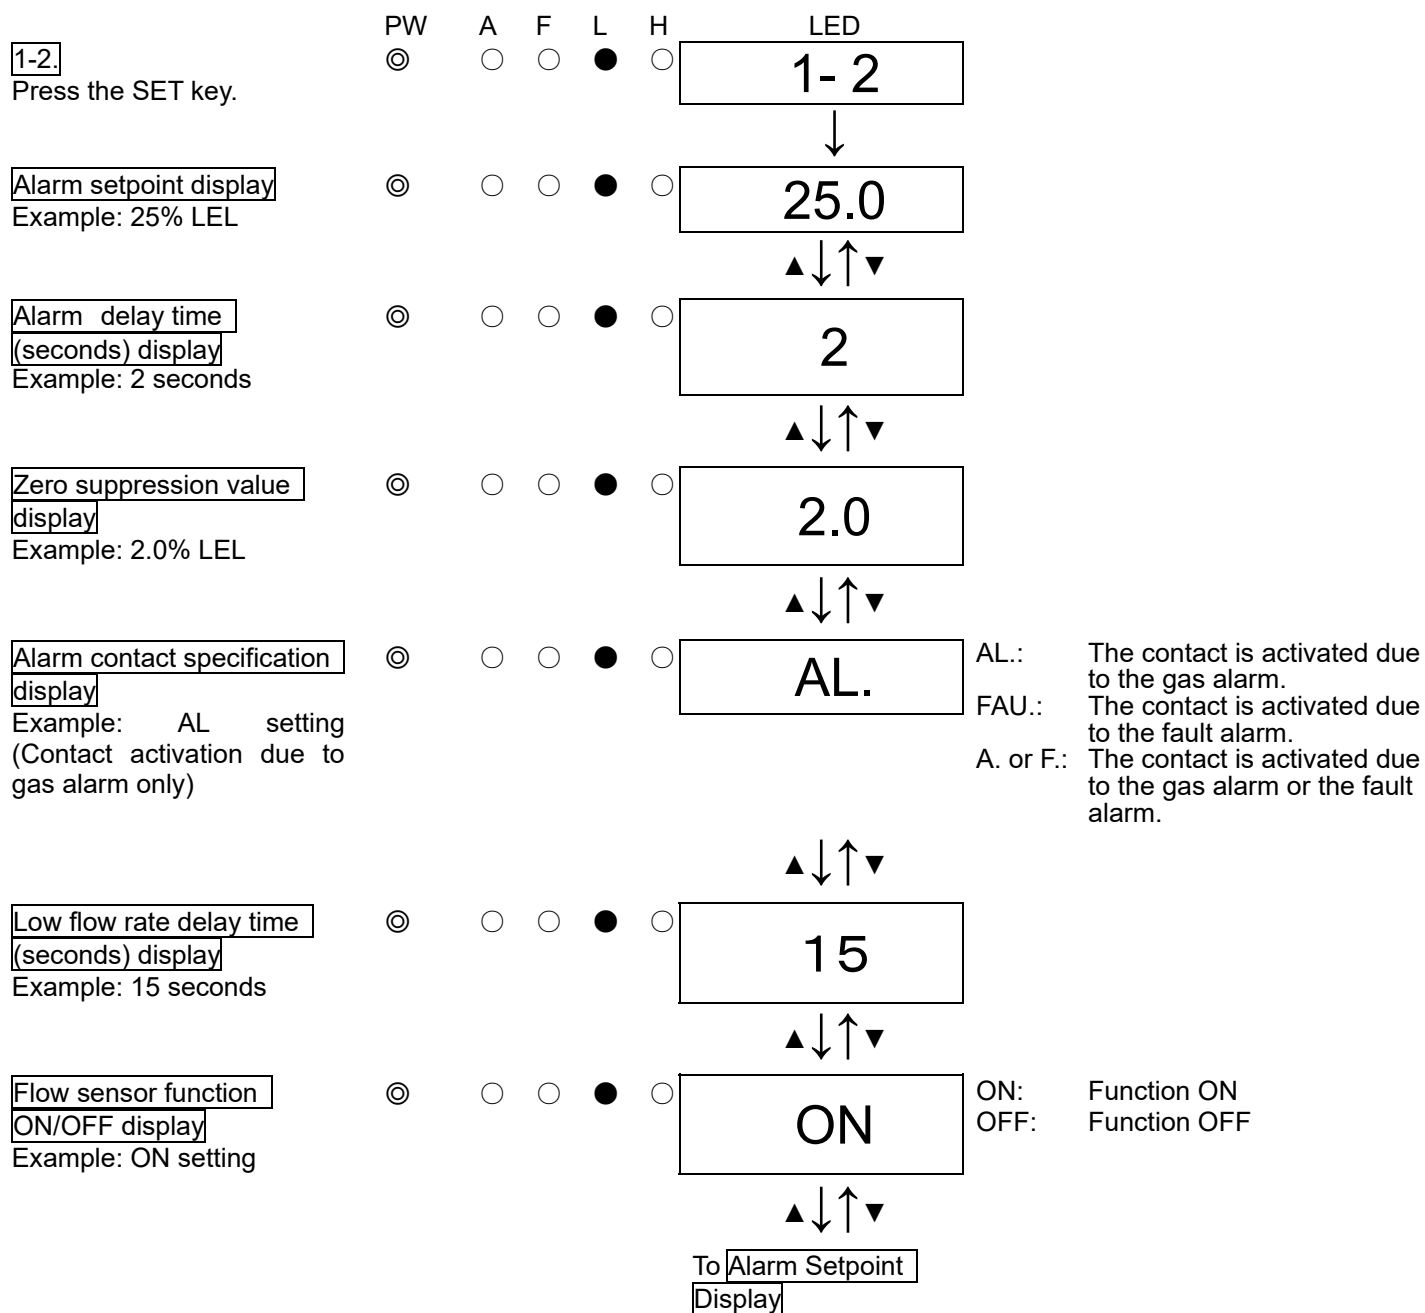 PW A F L H LED
1-2.
Press the SET key.
◎ ○ ○ ● ○ 1- 2
↓
Alarm setpoint display
Example: 25% LEL
◎ ○ ○ ● ○ 25.0
▲↓↑▼
Alarm delay time
(seconds) display
Example: 2 seconds
◎ ○ ○ ● ○ 2
▲↓↑▼
Zero suppression value
display
Example: 2.0% LEL
◎ ○ ○ ● ○ 2.0
▲↓↑▼
Alarm contact specification
display
Example: AL setting
(Contact activation due to
gas alarm only)
◎ ○ ○ ● ○ AL.
AL.: The contact is activated due
to the gas alarm.
FAU.: The contact is activated due
to the fault alarm.
A. or F.: The contact is activated due
to the gas alarm or the fault
alarm.
▲↓↑▼
Low flow rate delay time
(seconds) display
Example: 15 seconds
◎ ○ ○ ● ○ 15
▲↓↑▼
Flow sensor function
ON/OFF display
Example: ON setting
◎ ○ ○ ● ○ ON
ON: Function ON
OFF: Function OFF
▲↓↑▼
To Alarm Setpoint
Display